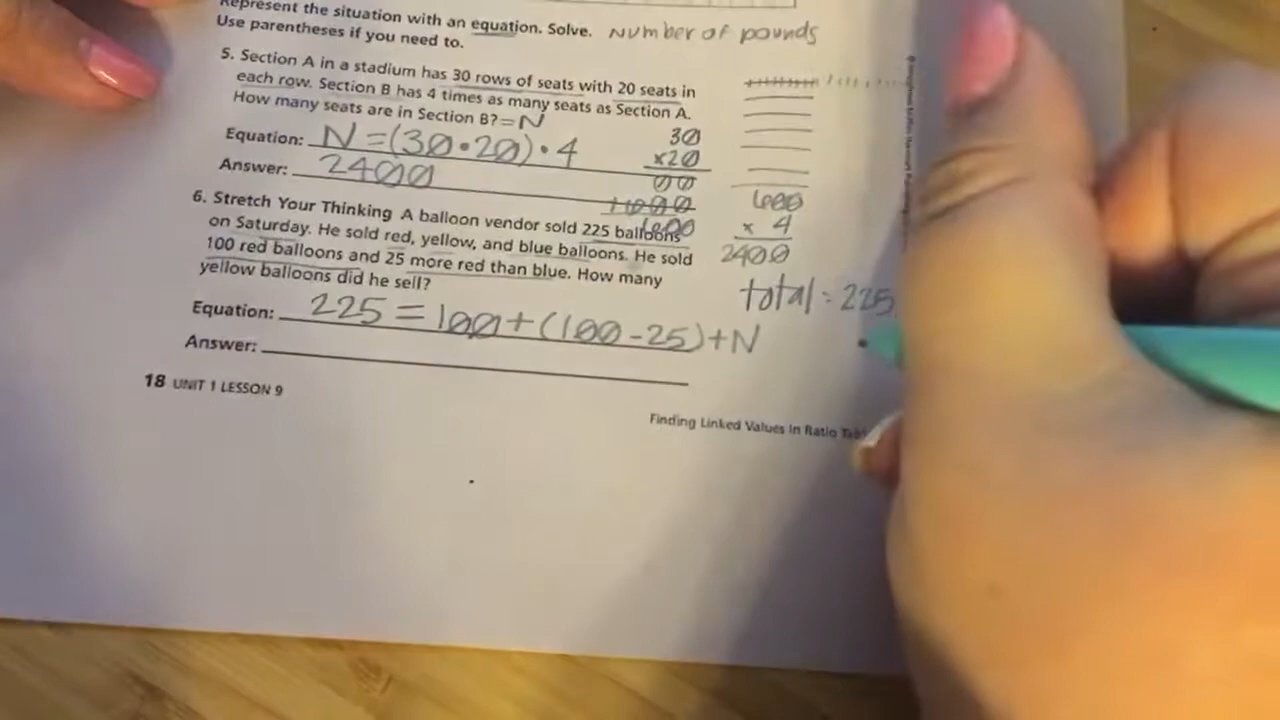 Represent the situation with an equation. Solve. Number of pounds
Use parentheses if you need to.
5. Section A in a stadium has 30 rows of seats with 20 seats in
each row. Section B has 4 times as many seats as Section A.
How many seats are in Section B? = N
Equation: N = (30 • 20) • 4
Answer: 2400
30
x20
00
600
600
x 4
2400
6. Stretch Your Thinking A balloon vendor sold 225 balloons
on Saturday. He sold red, yellow, and blue balloons. He sold
100 red balloons and 25 more red than blue. How many
yellow balloons did he sell?
total: 225
Equation: 225 = 100 + (100 - 25) + N
Answer:
18 UNIT 1 LESSON 9
Finding Linked Values in Ratio